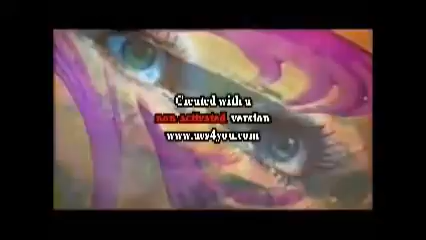 Created with a
non-activated version
www.avs4you.com